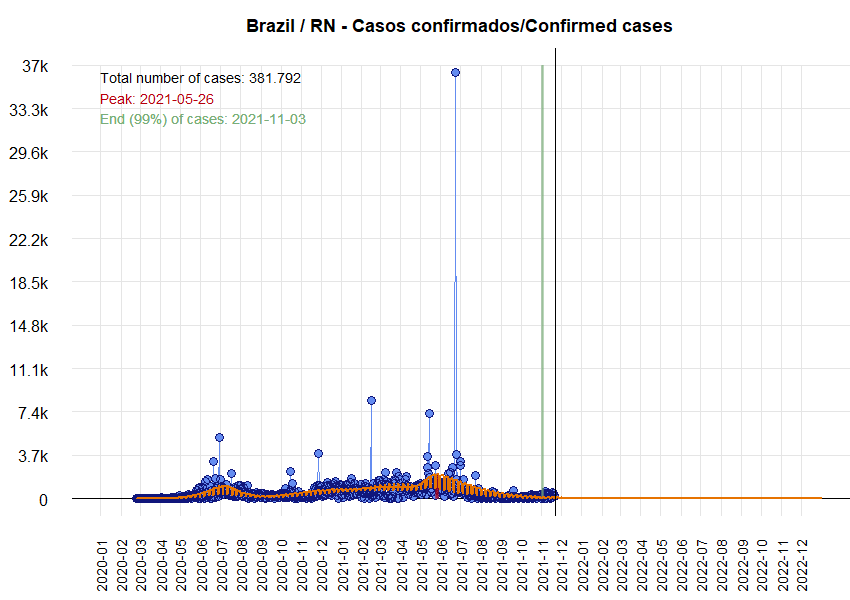 Brazil / RN - Casos confirmados/Confirmed cases
37k
Total number of cases: 381.792
Peak: 2021-05-26
33.3k
End (99%) of cases: 2021-11-03
29.6k
25.9k
22.2k
18.5k
14.8k
11.1k
7.4k
3.7k
0
2020-01
2020-02
2020-03
2020-04
2020-05
2020-06
2020-07
2020-08
2020-09
2020-10
2020-11
2020-12
2021-01
2021-02
2021-03
2021-04
2021-05
2021-06
2021-07
2021-08
2021-09
2021-10
2021-11
2021-12
2022-01
2022-02
2022-03
2022-04
2022-05
2022-06
2022-07
2022-08
2022-09
2022-10
2022-11
2022-12